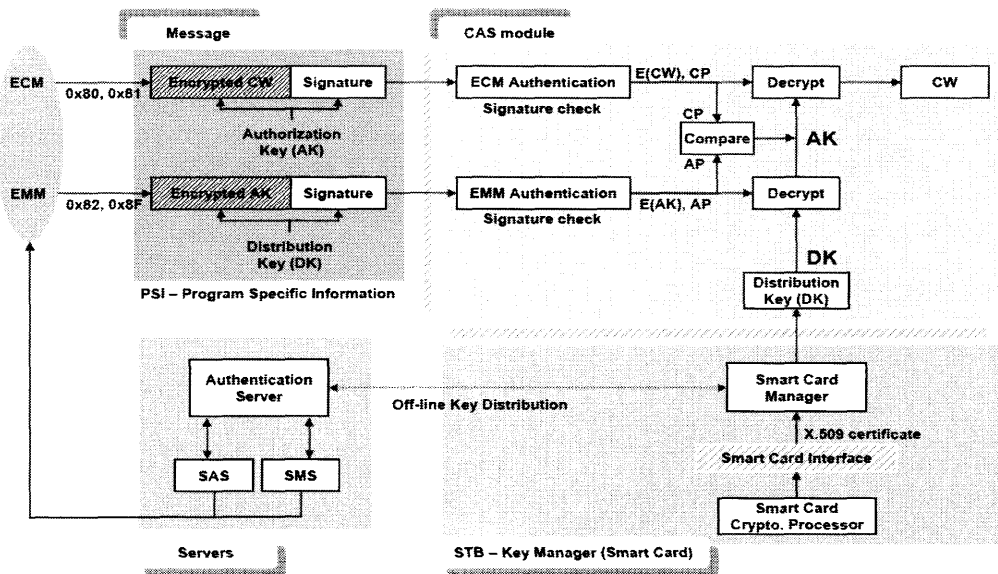 Message
CAS module
ECM
0x80, 0x81
Encrypted CW
Signature
ECM Authentication
Signature check
E(CW), CP
Decrypt
CW
Authorization
Key (AK)
CP
Compare
AP
AK
EMM
0x82, 0x8F
Encrypted AK
Signature
EMM Authentication
Signature check
E(AK), AP
Decrypt
Distribution
Key (DK)
DK
Distribution
Key (DK)
PSI – Program Specific Information
Authentication
Server
Off-line Key Distribution
Smart Card
Manager
X.509 certificate
Smart Card Interface
SAS
SMS
Smart Card
Crypto. Processor
Servers
STB – Key Manager (Smart Card)